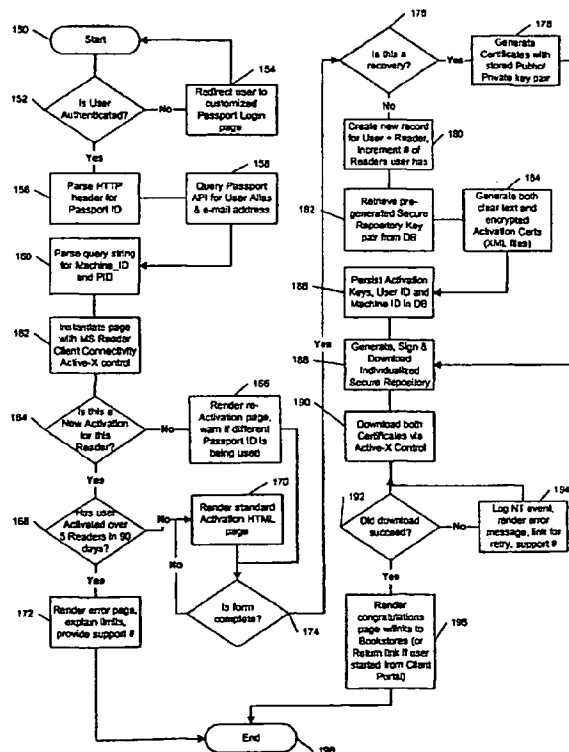 150
Start
154
Redirect user to
customized
Passport Login
page
152
Is User
Authenticated?
No
Yes
156
Parse HTTP
header for
Passport ID
158
Query Passport
API for User Alias
& e-mail address
160
Parse query string
for Machine_ID
and PID
162
Instantiate page
with MS Reader
Client Connectivity
Active-X control
164
Is this a
New Activation
for this
Reader?
No
166
Render re-
Activation page,
warn if different
Passport ID is
being used
Yes
168
Has user
Activated over
5 Readers in 90
days?
No
170
Render standard
Activation HTML
page
No
Yes
172
Render error page,
explain limits,
provide support #
Is form
complete?
174
Yes
176
Is this a
recovery?
Yes
178
Generate
Certificates with
stored Public/
Private key pair
No
Create new record
for User + Reader,
Increment # of
Readers user has
180
182
Retrieve pre-
generated Secure
Repository Key
pair from DB
184
Generate both
clear text and
encrypted
Activation Certs
(XML files)
186
Persist Activation
Keys, User ID and
Machine ID in DB
188
Generate, Sign &
Download
Individualized
Secure Repository
190
Download both
Certificates via
Active-X Control
192
Did download
succeed?
No
194
Log NT event,
render error
message, link for
retry, support #
Yes
Render
congratulations
page w/links to
Bookstores (or
Return link if user
started from Client
Portal)
196
End
198